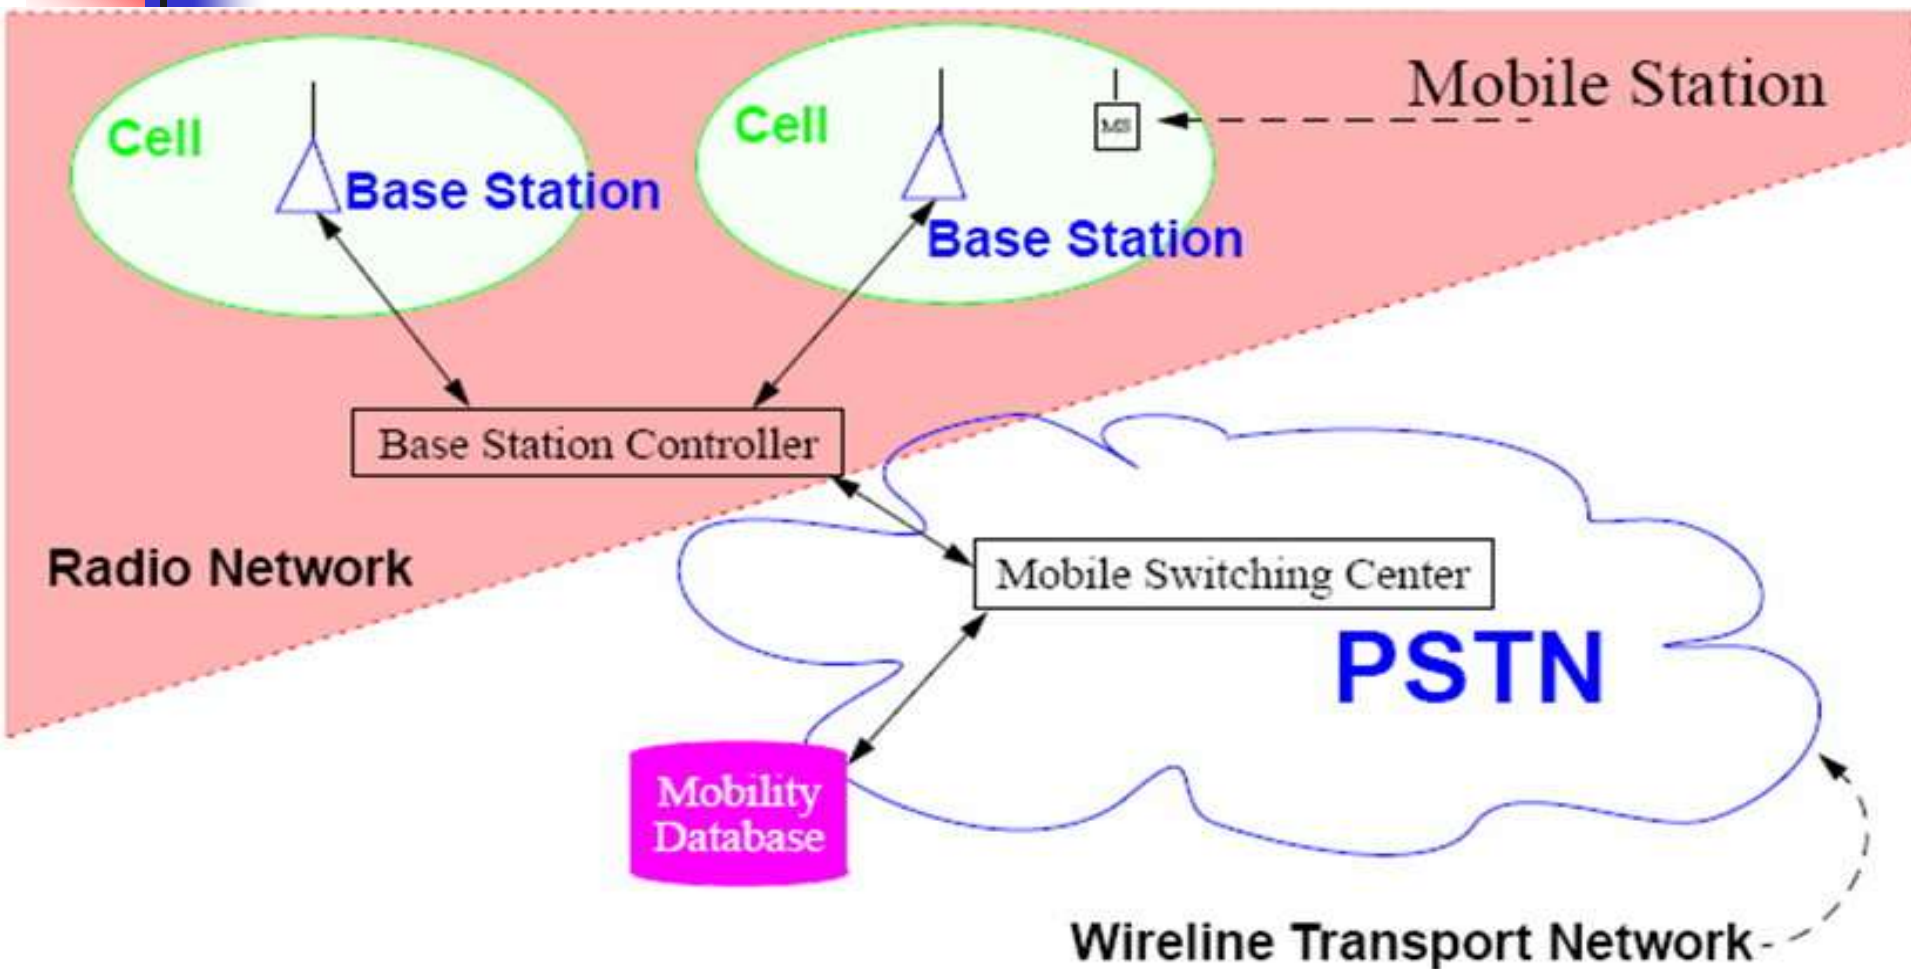 Mobile Station
Cell
Base Station
Cell
MS
Base Station
Base Station Controller
Radio Network
Mobile Switching Center
PSTN
Mobility
Database
Wireline Transport Network